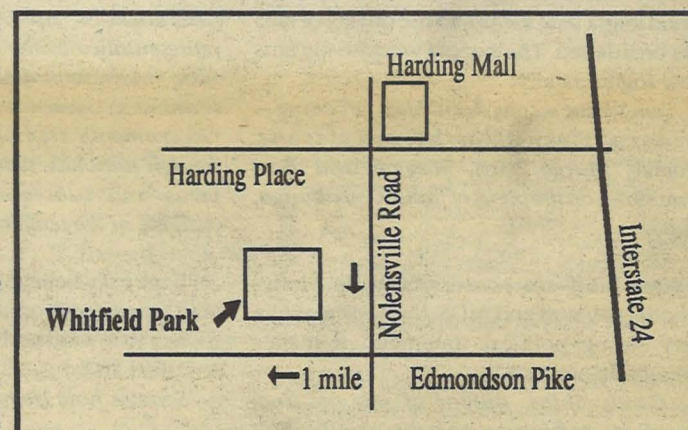 Harding Mall
Harding Place
Nolensville Road
Interstate 24
Whitfield Park
1 mile
Edmondson Pike